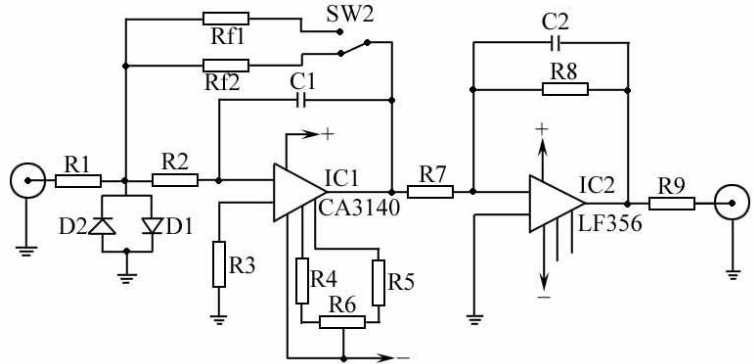 SW2
Rf1
Rf2
C1
C2
R8
+
+
R1
R2
IC1
R7
IC2
R9
CA3140
LF356
D2
D1
R3
R4
R5
R6
−
−